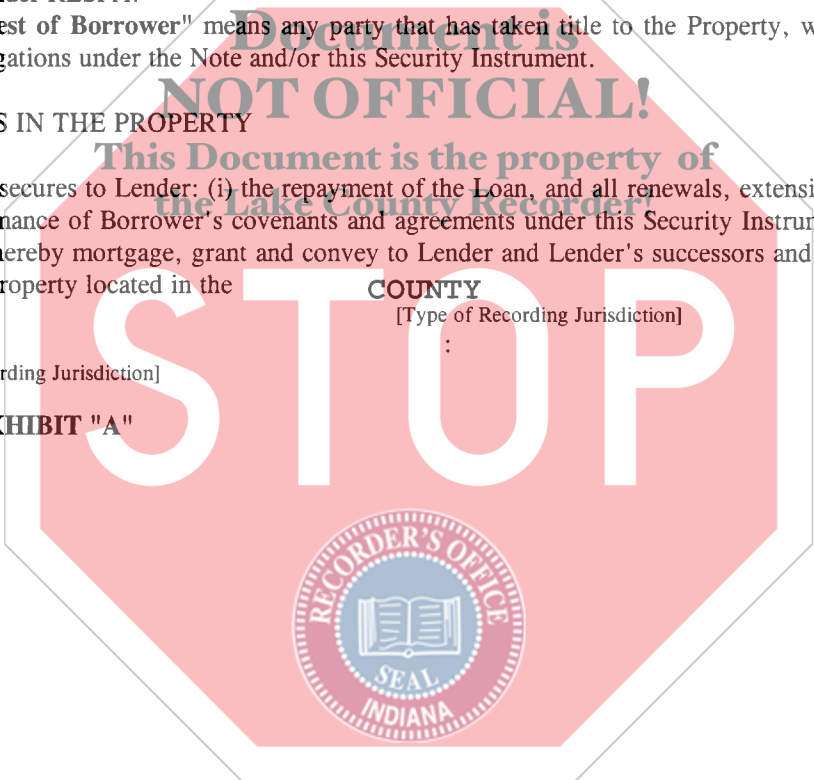 est of Borrower" means any party that has taken title to the Property, w
Document is
gations under the Note and/or this Security Instrument.
NOT OFFICIAL!
S IN THE PROPERTY
This Document is the property of
secures to Lender: (i) the repayment of the Loan, and all renewals, extensi
the Lake County Recorder!
nance of Borrower's covenants and agreements under this Security Instrum
hereby mortgage, grant and convey to Lender and Lender's successors and
roperty located in the COUNTY
[Type of Recording Jurisdiction]
:
rding Jurisdiction]
XHIBIT "A"
STOP
RECORDER'S OFFICE
SEAL
INDIANA